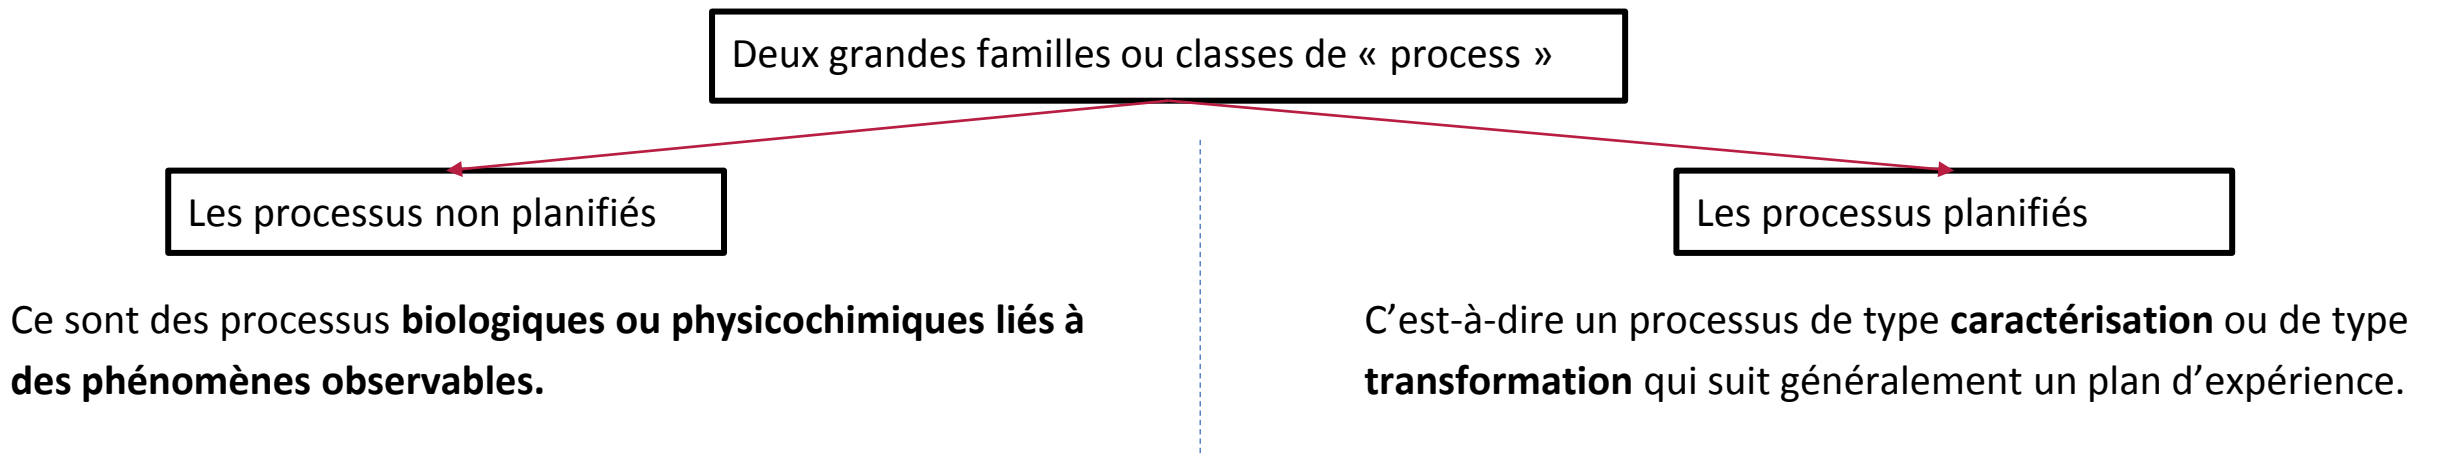 Deux grandes familles ou classes de « process »
Les processus non planifiés
Les processus planifiés
Ce sont des processus biologiques ou physicochimiques liés à
des phénomènes observables.
C’est-à-dire un processus de type caractérisation ou de type
transformation qui suit généralement un plan d’expérience.